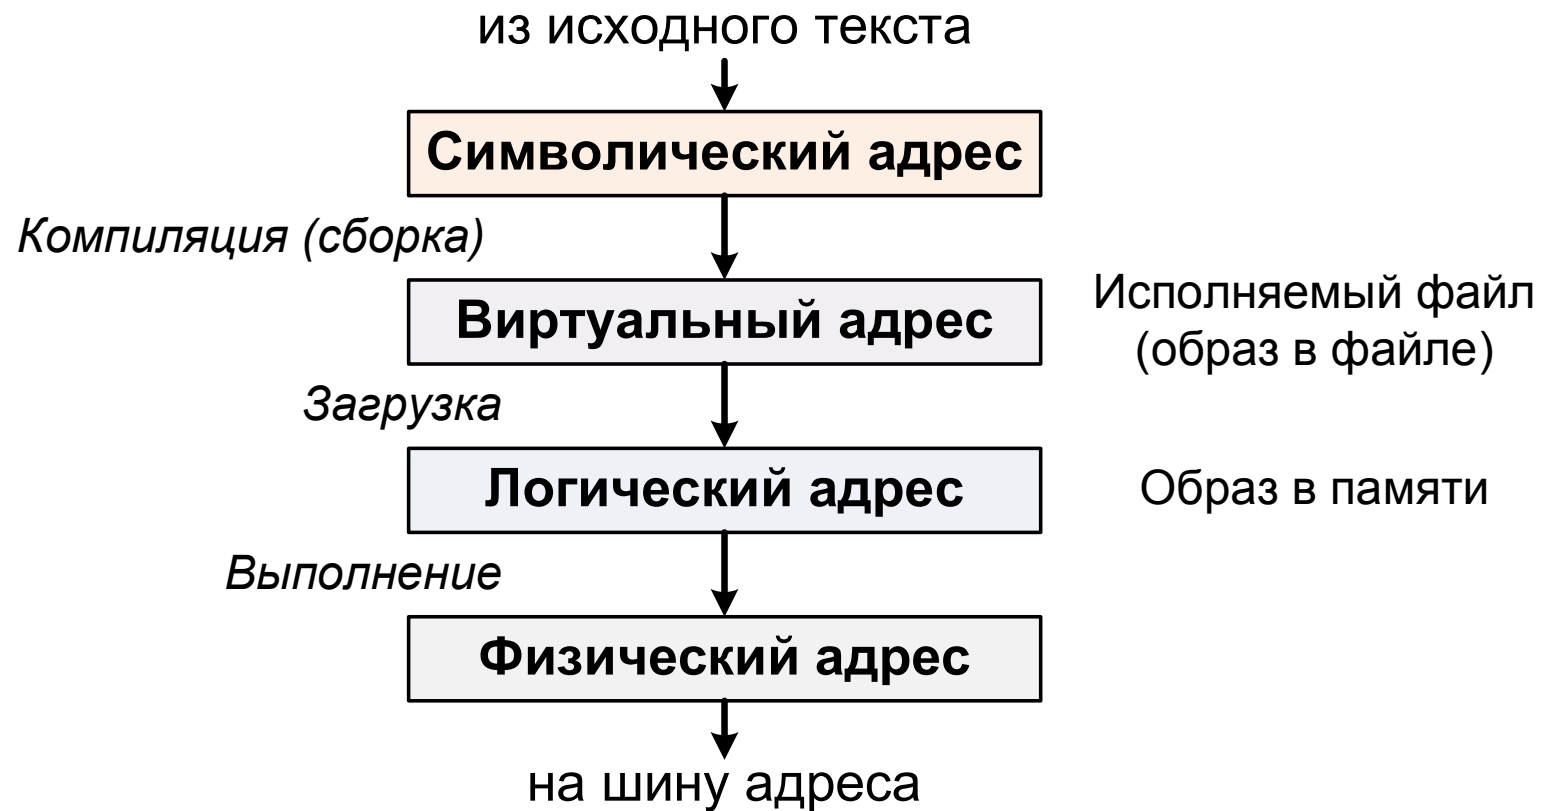 из исходного текста
Символический адрес
Компиляция (сборка)
Виртуальный адрес
Исполняемый файл
(образ в файле)
Загрузка
Логический адрес
Образ в памяти
Выполнение
Физический адрес
на шину адреса